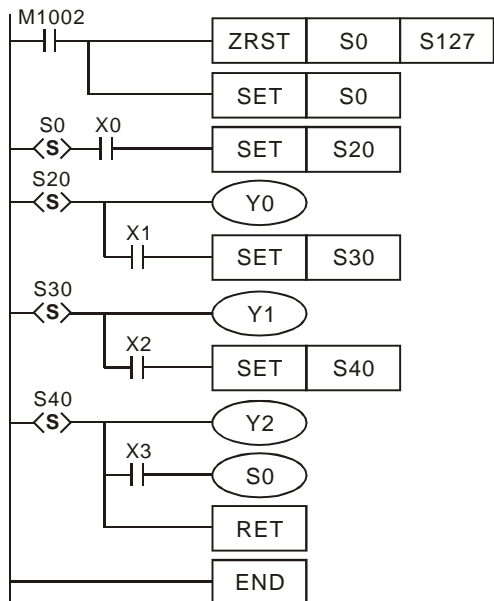 M1002
ZRST S0 S127
SET S0
S0 X0
S SET S20
S20
S Y0
X1
SET S30
S30
S Y1
X2
SET S40
S40
S Y2
X3
S0
RET
END